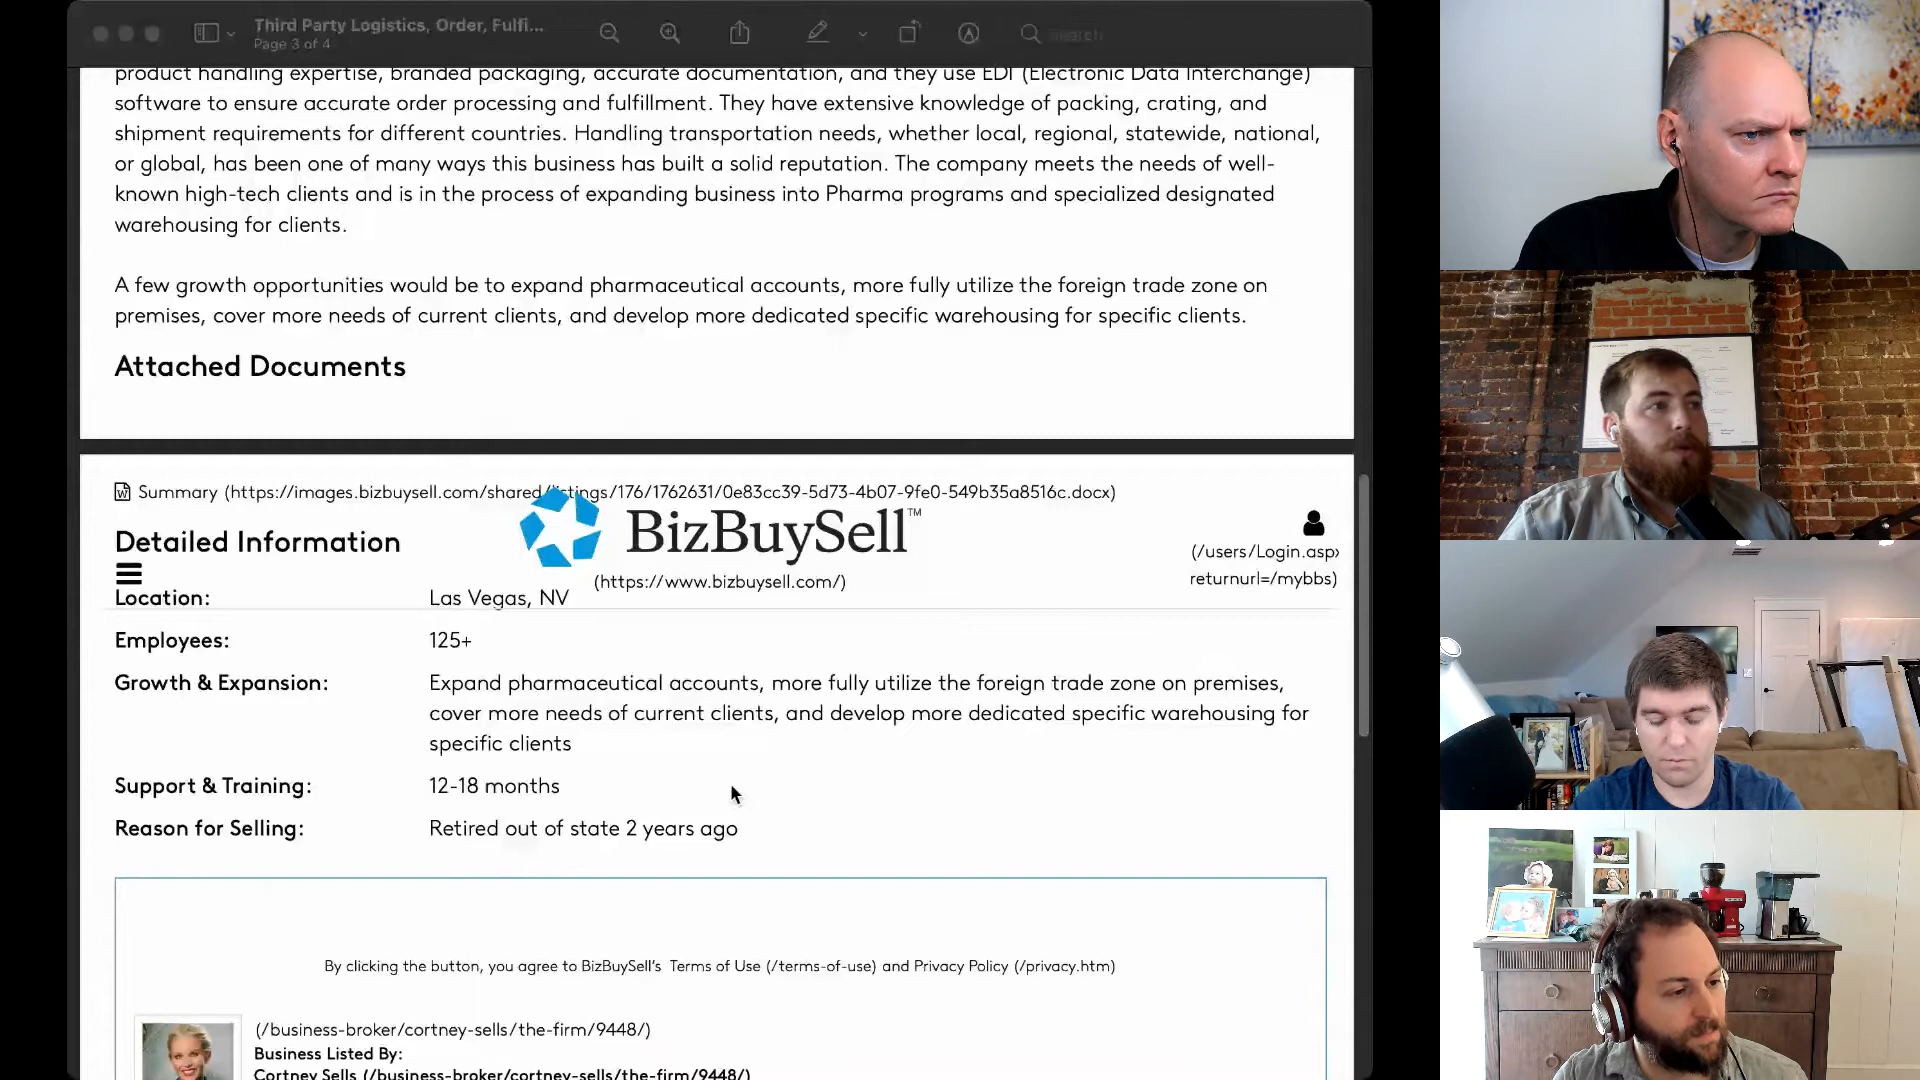 Third Party Logistics, Order, Fulfi...
Page 3 of 4
Search
product handling expertise, branded packaging, accurate documentation, and they use EDI (Electronic Data Interchange)
software to ensure accurate order processing and fulfillment. They have extensive knowledge of packing, crating, and
shipment requirements for different countries. Handling transportation needs, whether local, regional, statewide, national,
or global, has been one of many ways this business has built a solid reputation. The company meets the needs of well-
known high-tech clients and is in the process of expanding business into Pharma programs and specialized designated
warehousing for clients.
A few growth opportunities would be to expand pharmaceutical accounts, more fully utilize the foreign trade zone on
premises, cover more needs of current clients, and develop more dedicated specific warehousing for specific clients.
Attached Documents
Summary (https://images.bizbuysell.com/shared/listings/176/1762631/0e83cc39-5d73-4b07-9fe0-549b35a8516c.docx)
BizBuySell™
Detailed Information
(/users/Login.aspx
(https://www.bizbuysell.com/)
returnurl=/mybbs)
Location: Las Vegas, NV
Employees: 125+
Growth & Expansion: Expand pharmaceutical accounts, more fully utilize the foreign trade zone on premises,
cover more needs of current clients, and develop more dedicated specific warehousing for
specific clients
Support & Training: 12-18 months
Reason for Selling: Retired out of state 2 years ago
By clicking the button, you agree to BizBuySell's Terms of Use (/terms-of-use) and Privacy Policy (/privacy.htm)
(/business-broker/cortney-sells/the-firm/9448/)
Business Listed By:
Cortney Sells (/business-broker/cortney-sells/the-firm/9448/)